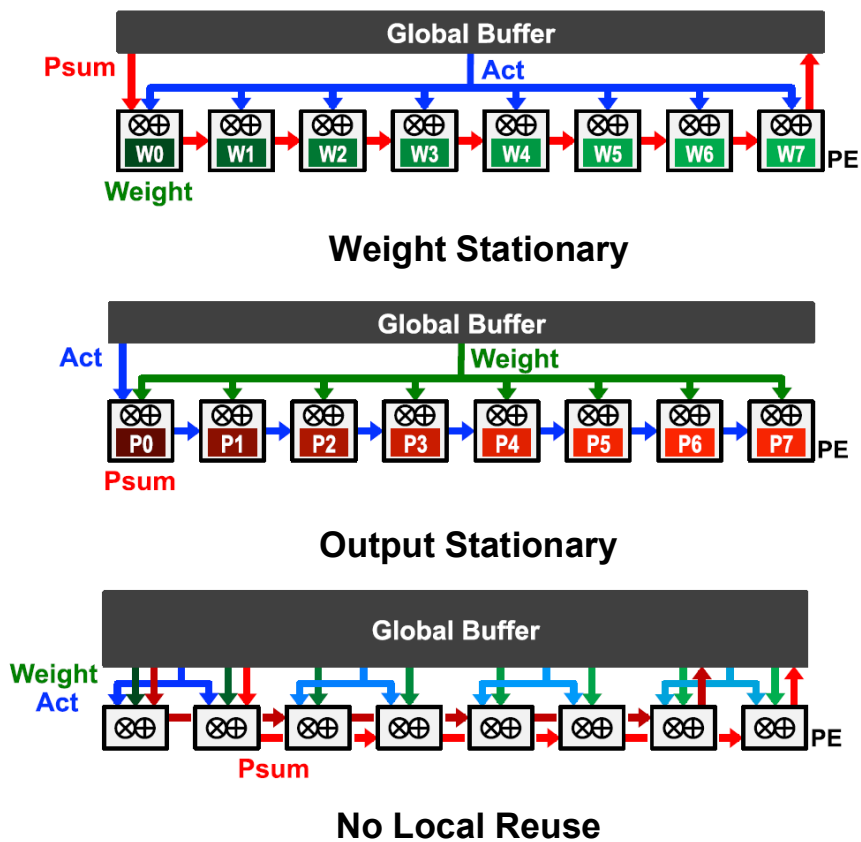 Global Buffer
Psum
Act
W0 W1 W2 W3 W4 W5 W6 W7
PE
Weight
Weight Stationary
Global Buffer
Act
Weight
P0 P1 P2 P3 P4 P5 P6 P7
PE
Psum
Output Stationary
Global Buffer
Weight
Act
PE
Psum
No Local Reuse